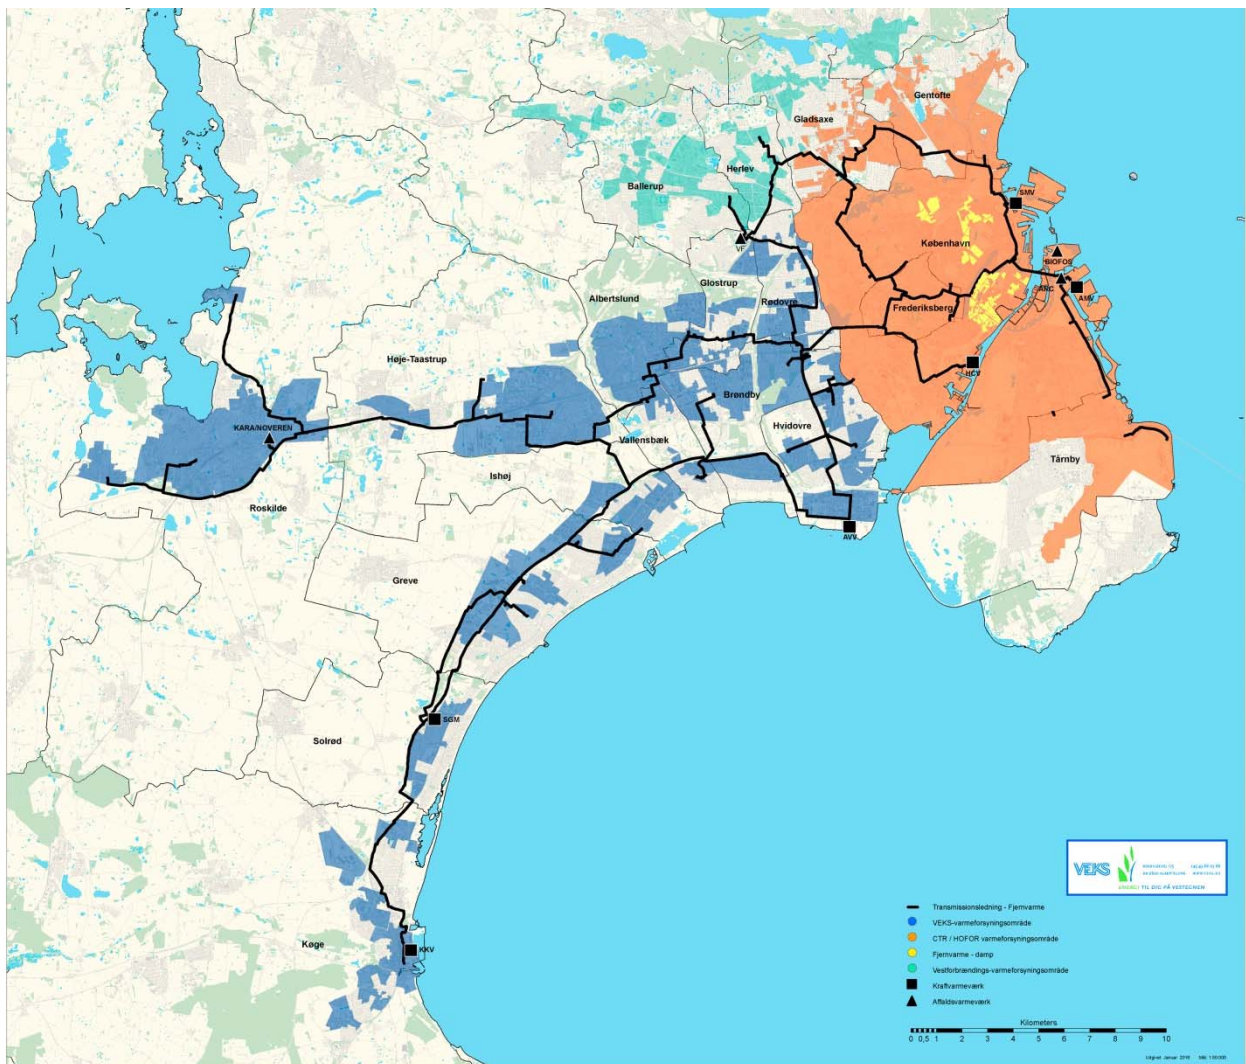 Gentofte
Gladsaxe
Herlev
Ballerup
SMV
København
VF
BIOFOS
ARC
AMV
Glostrup
Albertslund
Rødovre
Frederiksberg
Høje-Taastrup
HCV
Brøndby
KARA/NOVEREN
Hvidovre
Vallensbæk
Tårnby
Ishøj
Roskilde
AVV
Greve
SGM
Solrød
Køge
KKV
VEKS
ENERGI TIL DIG PÅ VESTEGNEN
Transmissionsledning - Fjernvarme
VEKS-varmeforsyningsområde
CTR / HOFOR varmeforsyningsområde
Fjernvarme - damp
Vestforbrændings-varmeforsyningsområde
Kraftvarmeværk
Affaldsvarmeværk
Kilometers
0 0,5 1 2 3 4 5 6 7 8 9 10